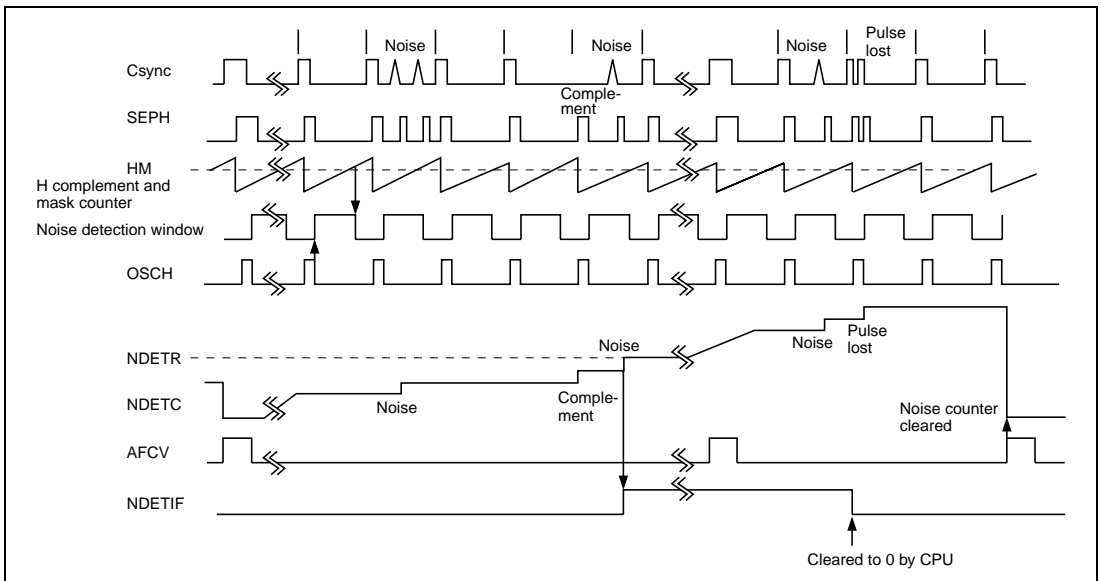 Noise
Noise
Noise
Pulse
lost
Csync
Comple-
ment
SEPH
HM
H complement and
mask counter
Noise detection window
OSCH
Noise
Noise
Pulse
lost
NDETR
NDETC
Noise
Comple-
ment
Noise counter
cleared
AFCV
NDETIF
Cleared to 0 by CPU